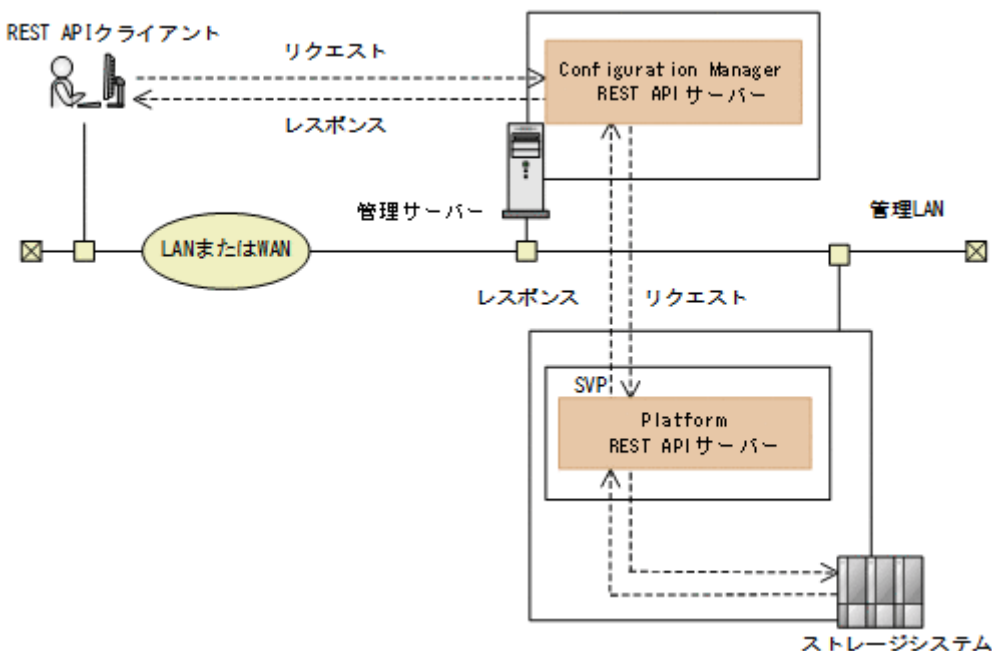 REST APIクライアント
リクエスト
Configuration Manager
REST APIサーバー
レスポンス
管理サーバー
管理LAN
LANまたはWAN
レスポンス
リクエスト
SVP
Platform
REST APIサーバー
ストレージシステム